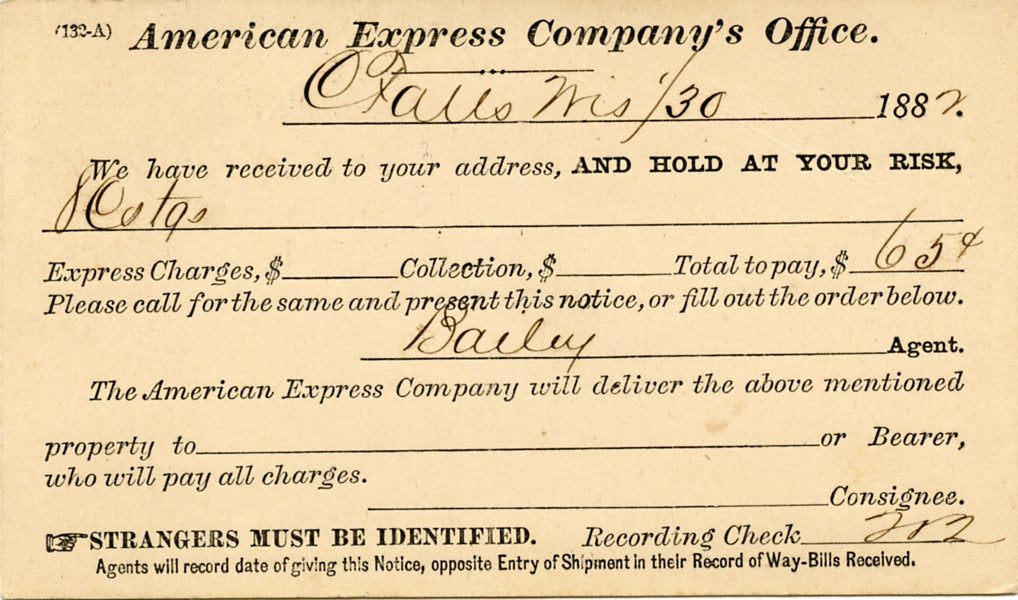 (132-A) American Express Company's Office.
C Falls Wis 1/30 1882.
We have received to your address, AND HOLD AT YOUR RISK,
Express Charges, $ Collection, $ Total to pay, $ 65¢
Please call for the same and present this notice, or fill out the order below.
Bailey Agent.
The American Express Company will deliver the above mentioned
property to or Bearer,
who will pay all charges.
Consignee.
☞ STRANGERS MUST BE IDENTIFIED. Recording Check 202
Agents will record date of giving this Notice, opposite Entry of Shipment in their Record of Way-Bills Received.